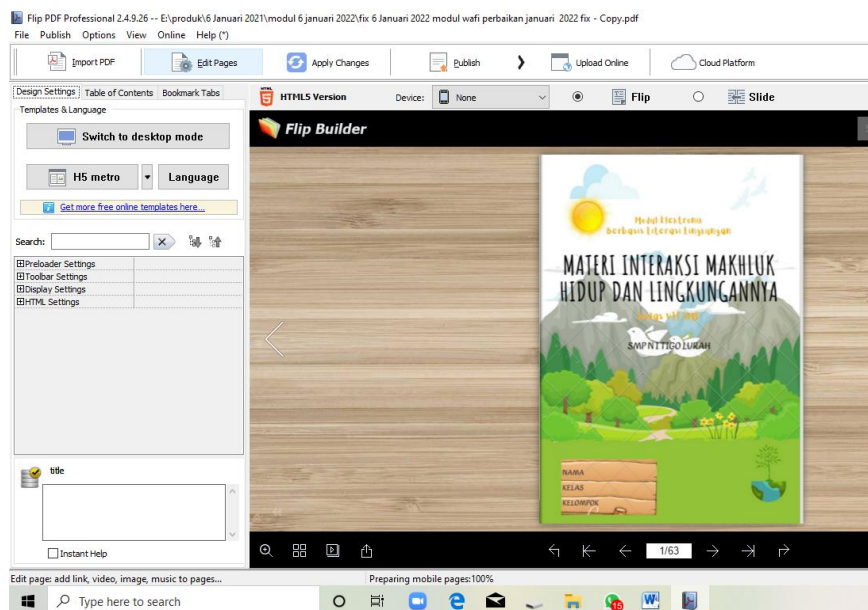 Flip PDF Professional 2.4.9.26 -- E:\produk\6 Januari 2021\modul 6 januari 2022\fix 6 Januari 2022 modul wafi perbaikan januari 2022 fix - Copy.pdf
File Publish Options View Online Help (*)
Import PDF Edit Pages Apply Changes Publish Upload Online Cloud Platform
Design Settings Table of Contents Bookmark Tabs
HTML HTML5 Version Device: None Flip Slide
Templates & Language
Flip Builder
Switch to desktop mode
H5 metro Language
Get more free online templates here...
Search:
Preloader Settings
Toolbar Settings
Display Settings
HTML Settings
Modul Elektronik
berbasis Literasi Lingkungan
MATERI INTERAKSI MAKHLUK
HIDUP DAN LINGKUNGANNYA
SMP N 1 TIGO LURAH
NAMA
KELAS
KELOMPOK
title
Instant Help
1/63
Edit page: add link, video, image, music to pages... Preparing mobile pages:100%
Type here to search
15